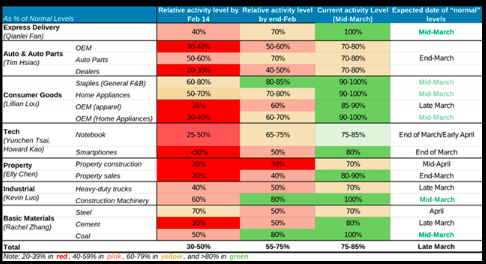 As % of Normal Levels Relative activity level by Feb 14 Relative activity level by end-Feb Current activity Level (Mid-March) Expected date of "normal" levels
Express Delivery (Qianlei Fan) 40% 70% 100% Mid-March
Auto & Auto Parts (Tim Hsiao)
OEM 30-40% 50-60% 70-80%
Auto Parts 50-60% 70% 70-80% End-March
Dealers 20-30% 40-50% 70-80%
Consumer Goods (Lillian Lou)
Staples (General F&B) 60-80% 80-85% 90-100% Mid-March
Home Appliances 50-70% 70-80% 90-100% Mid-March
OEM (apparel) 35% 60% 85-90% Late March
OEM (Home Appliances) 30-40% 60-70% 90-100% Mid-March
Tech (Yunchen Tsai, Howard Kao)
Notebook 25-50% 65-75% 75-85% End of March/Early April
Smartphones <30% 50% 80% End of March
Property (Elly Chen)
Property construction 20% 30% 70% Mid-April
Property sales 20% 40% 80-90% End-March
Industrial (Kevin Luo)
Heavy-duty trucks 40% 50% 70% Late March
Construction Machinery 60% 80% 100% Mid-March
Basic Materials (Rachel Zhang)
Steel 70% 50% 70% April
Cement 30% 50% 80% Late March
Coal 50% 80% 100% Mid-March
Total 30-50% 55-75% 75-85% Late March
Note: 20-39% in red, 40-59% in pink, 60-79% in yellow, and >80% in green